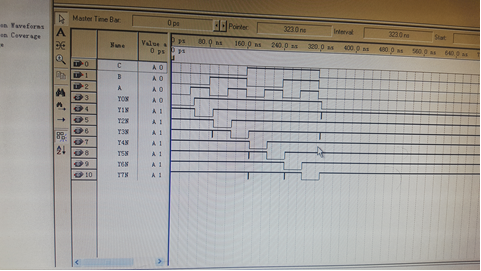 on Waveforms
on Coverage
Master Time Bar: 0 ps Pointer: 323.0 ns Interval: 323.0 ns Start:
Name Value a 0 ps
0 ps 80.0 ns 160.0 ns 240.0 ns 320.0 ns 400.0 ns 480.0 ns 560.0 ns 640.0 ns 720.0 ns
0 ps
0 C A 0
1 B A 0
2 A A 0
3 Y0N A 0
4 Y1N A 1
5 Y2N A 1
6 Y3N A 1
7 Y4N A 1
8 Y5N A 1
9 Y6N A 1
10 Y7N A 1